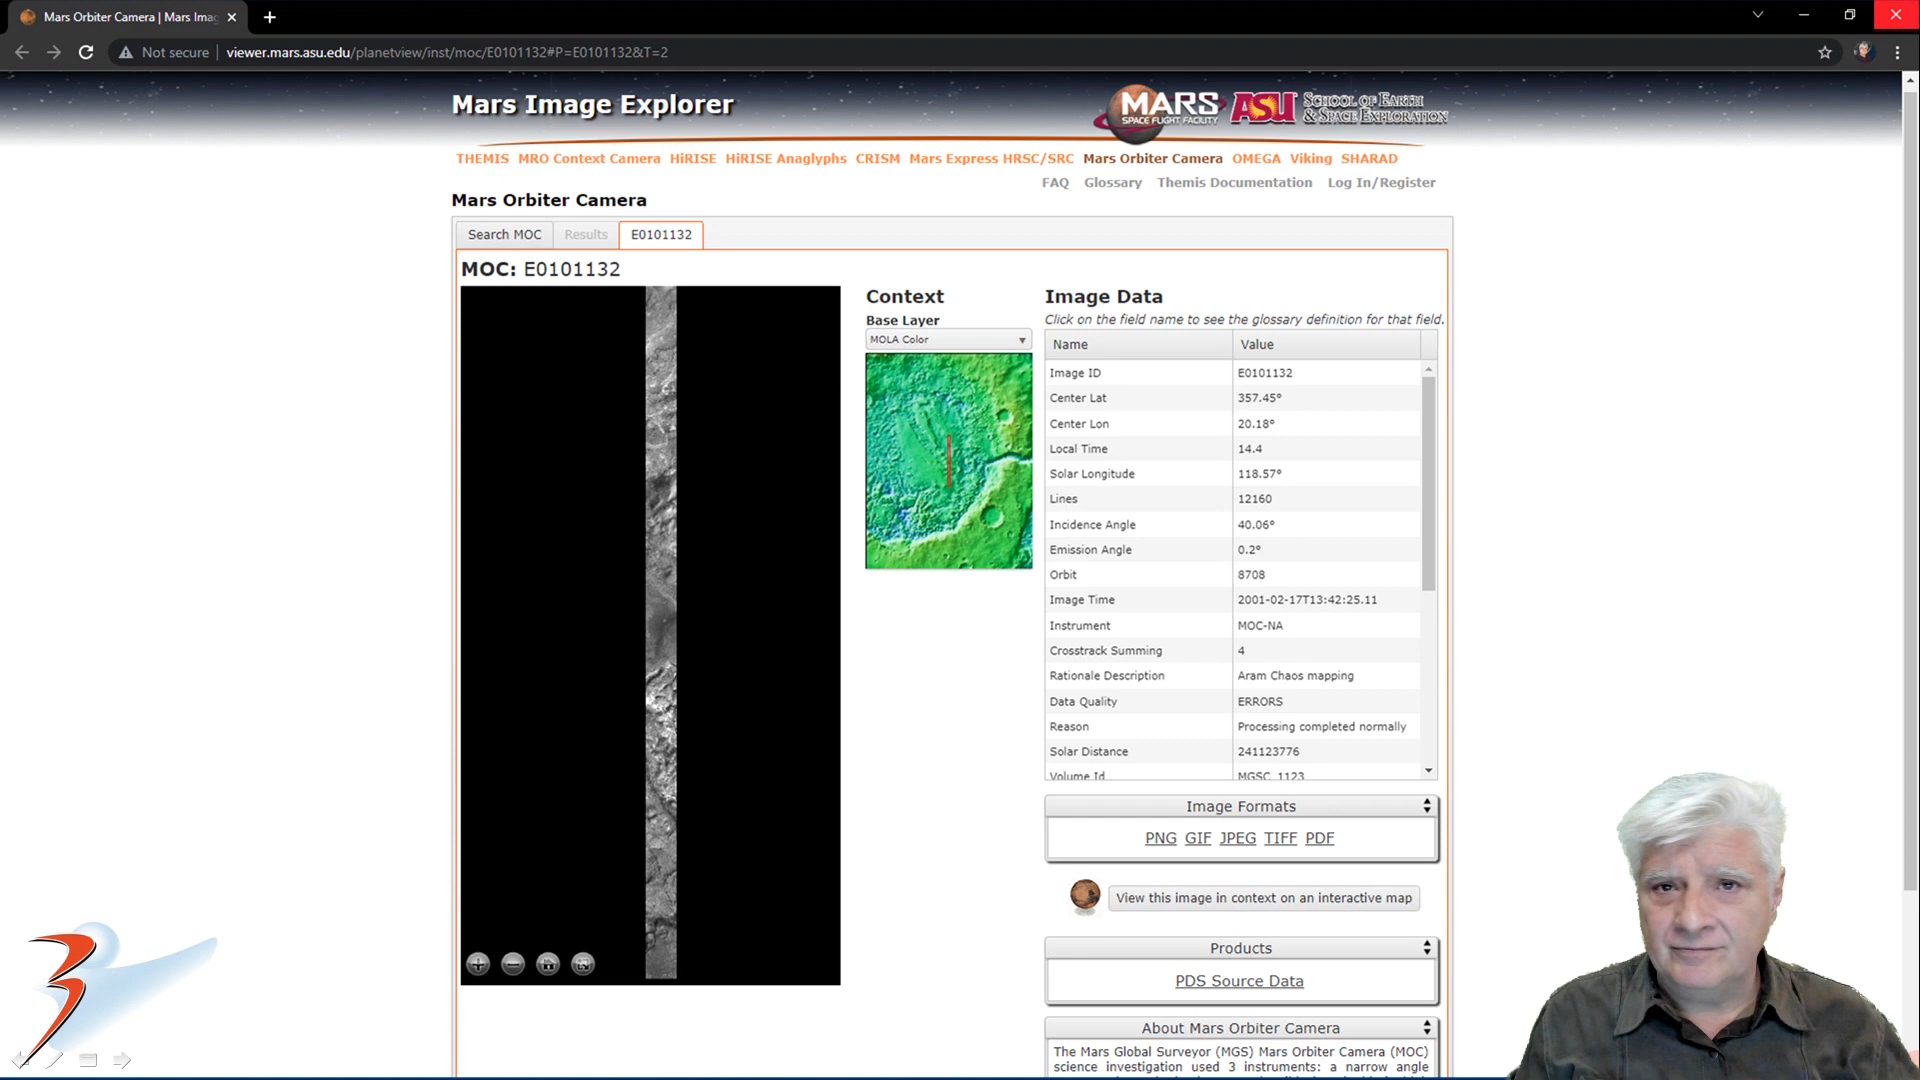 Mars Orbiter Camera | Mars Imag
Not secure
viewer.mars.asu.edu/planetview/inst/moc/E0101132#P=E0101132&T=2
Mars Image Explorer
MARS
SPACE FLIGHT FACILITY
ASU
SCHOOL OF EARTH
& SPACE EXPLORATION
THEMIS MRO Context Camera HiRISE HiRISE Anaglyphs CRISM Mars Express HRSC/SRC Mars Orbiter Camera OMEGA Viking SHARAD
FAQ Glossary Themis Documentation Log In/Register
Mars Orbiter Camera
Search MOC Results E0101132
MOC: E0101132
Context
Base Layer
MOLA Color
Image Data
Click on the field name to see the glossary definition for that field.
Name Value
Image ID E0101132
Center Lat 357.45°
Center Lon 20.18°
Local Time 14.4
Solar Longitude 118.57°
Lines 12160
Incidence Angle 40.06°
Emission Angle 0.2°
Orbit 8708
Image Time 2001-02-17T13:42:25.11
Instrument MOC-NA
Crosstrack Summing 4
Rationale Description Aram Chaos mapping
Data Quality ERRORS
Reason Processing completed normally
Solar Distance 241123776
Volume Id MGSC_1123
Image Formats
PNG GIF JPEG TIFF PDF
View this image in context on an interactive map
Products
PDS Source Data
About Mars Orbiter Camera
The Mars Global Surveyor (MGS) Mars Orbiter Camera (MOC)
science investigation used 3 instruments: a narrow angle